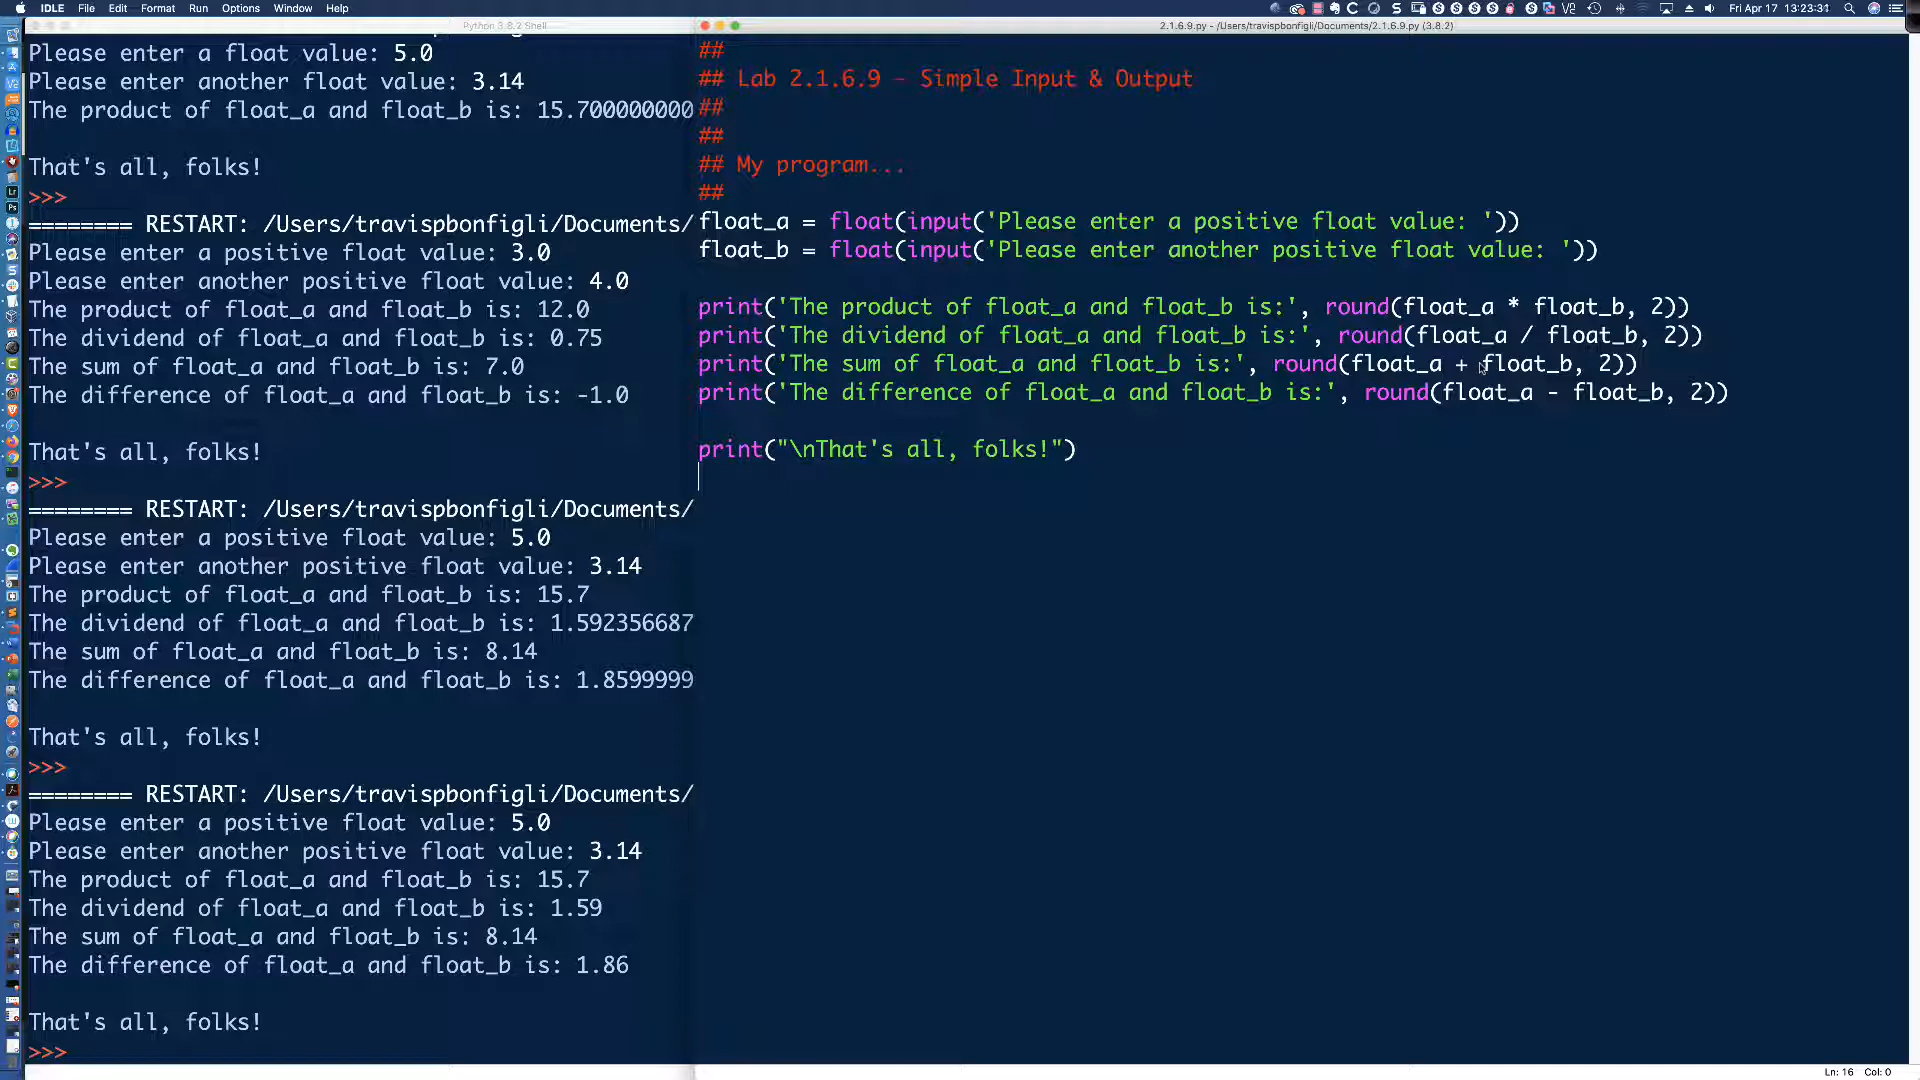 IDLE File Edit Format Run Options Window Help
Fri Apr 17 13:23:31
Python 3.8.2 Shell
Please enter a float value: 5.0
Please enter another float value: 3.14
The product of float_a and float_b is: 15.700000000
That's all, folks!
>>>
======== RESTART: /Users/travispbonfigli/Documents/
Please enter a positive float value: 3.0
Please enter another positive float value: 4.0
The product of float_a and float_b is: 12.0
The dividend of float_a and float_b is: 0.75
The sum of float_a and float_b is: 7.0
The difference of float_a and float_b is: -1.0
That's all, folks!
>>>
======== RESTART: /Users/travispbonfigli/Documents/
Please enter a positive float value: 5.0
Please enter another positive float value: 3.14
The product of float_a and float_b is: 15.7
The dividend of float_a and float_b is: 1.592356687
The sum of float_a and float_b is: 8.14
The difference of float_a and float_b is: 1.8599999
That's all, folks!
>>>
======== RESTART: /Users/travispbonfigli/Documents/
Please enter a positive float value: 5.0
Please enter another positive float value: 3.14
The product of float_a and float_b is: 15.7
The dividend of float_a and float_b is: 1.59
The sum of float_a and float_b is: 8.14
The difference of float_a and float_b is: 1.86
That's all, folks!
>>>
2.1.6.9.py - /Users/travispbonfigli/Documents/2.1.6.9.py (3.8.2)
##
## Lab 2.1.6.9 - Simple Input & Output
##
##
## My program...
##
float_a = float(input('Please enter a positive float value: '))
float_b = float(input('Please enter another positive float value: '))
print('The product of float_a and float_b is:', round(float_a * float_b, 2))
print('The dividend of float_a and float_b is:', round(float_a / float_b, 2))
print('The sum of float_a and float_b is:', round(float_a + float_b, 2))
print('The difference of float_a and float_b is:', round(float_a - float_b, 2))
print("\nThat's all, folks!")
Ln: 16 Col: 0